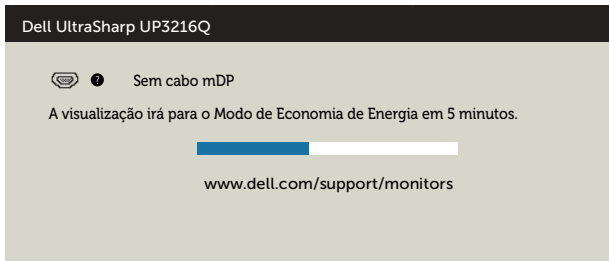 Dell UltraSharp UP3216Q
? Sem cabo mDP
A visualização irá para o Modo de Economia de Energia em 5 minutos.
www.dell.com/support/monitors